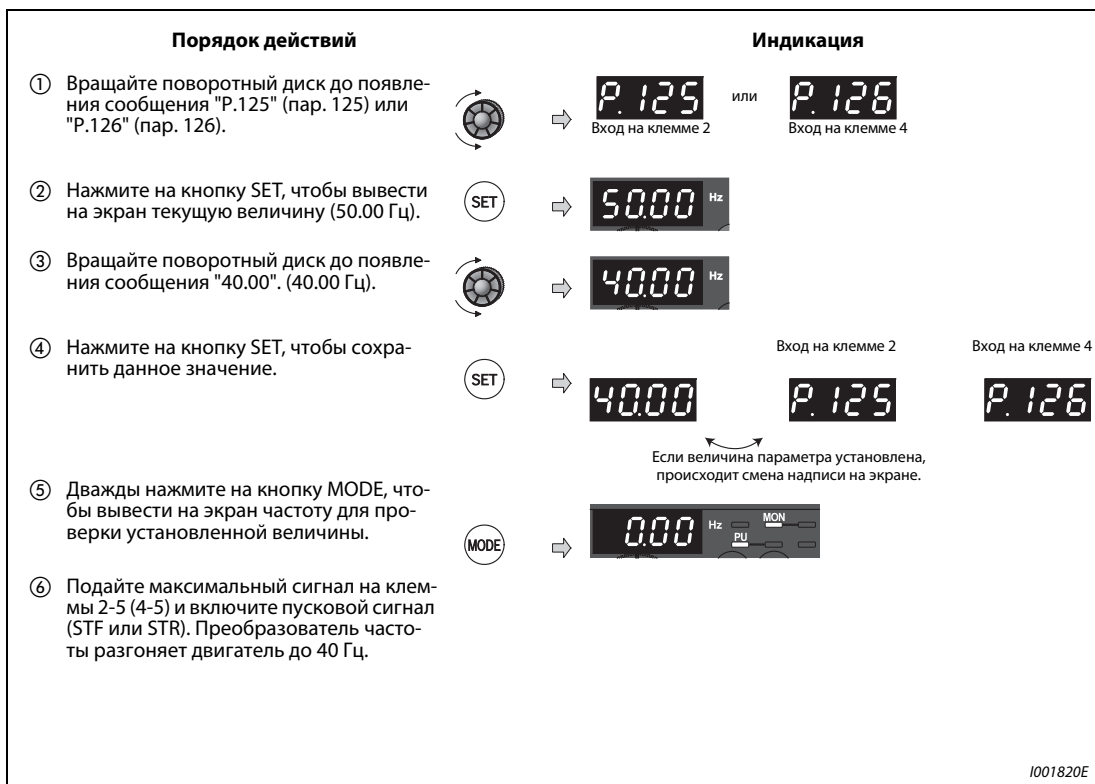 Порядок действий
Индикация
① Вращайте поворотный диск до появле-
ния сообщения "P.125" (пар. 125) или
"P.126" (пар. 126).
P. 125 или P. 126
Вход на клемме 2 Вход на клемме 4
② Нажмите на кнопку SET, чтобы вывести
на экран текущую величину (50.00 Гц).
SET
50.00 Hz
③ Вращайте поворотный диск до появле-
ния сообщения "40.00". (40.00 Гц).
40.00 Hz
④ Нажмите на кнопку SET, чтобы сохра-
нить данное значение.
SET
Вход на клемме 2 Вход на клемме 4
40.00 P. 125 P. 126
Если величина параметра установлена,
происходит смена надписи на экране.
⑤ Дважды нажмите на кнопку MODE, что-
бы вывести на экран частоту для про-
верки установленной величины.
MODE
0.00 Hz MON
PU
⑥ Подайте максимальный сигнал на клем-
мы 2-5 (4-5) и включите пусковой сигнал
(STF или STR). Преобразователь часто-
ты разгоняет двигатель до 40 Гц.
I001820E